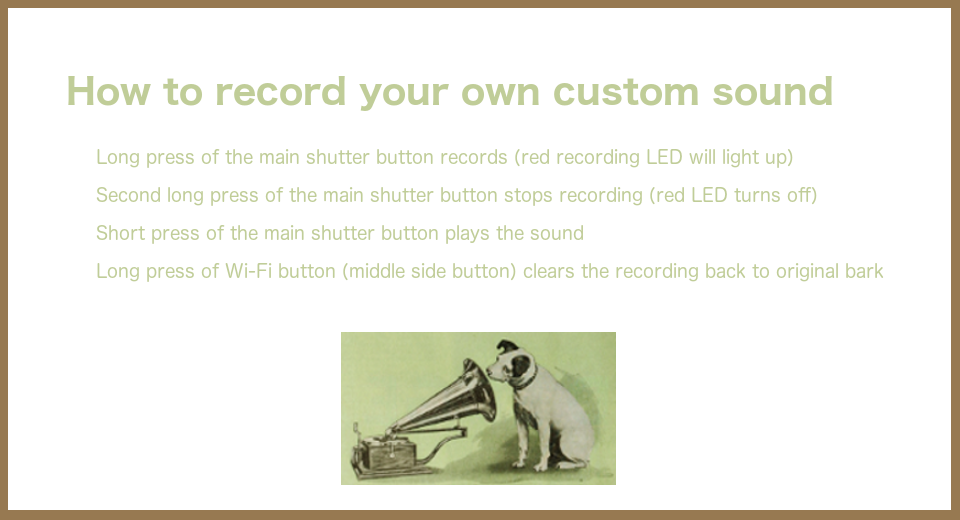 How to record your own custom sound
Long press of the main shutter button records (red recording LED will light up)
Second long press of the main shutter button stops recording (red LED turns off)
Short press of the main shutter button plays the sound
Long press of Wi-Fi button (middle side button) clears the recording back to original bark